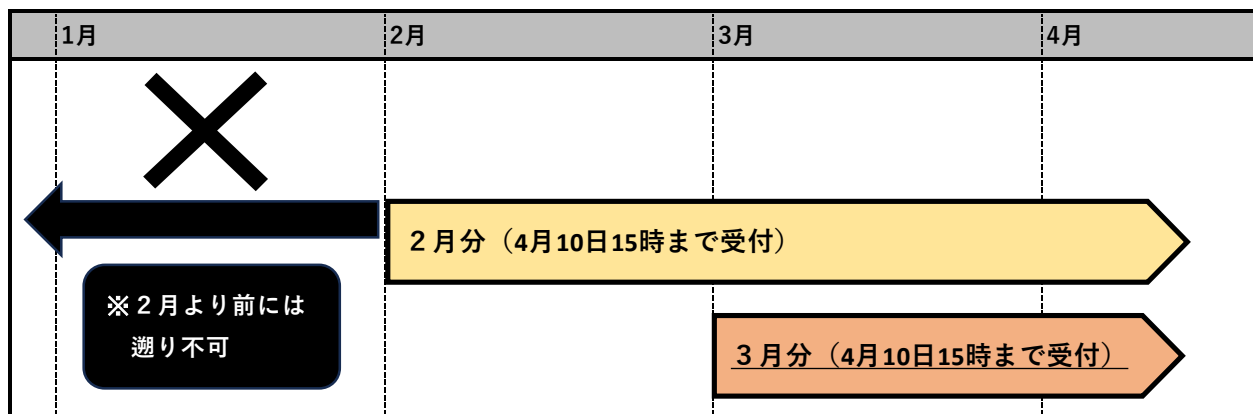 1月
2月
3月
4月
２月分（4月10日15時まで受付）
※２月より前には
遡り不可
３月分（4月10日15時まで受付）